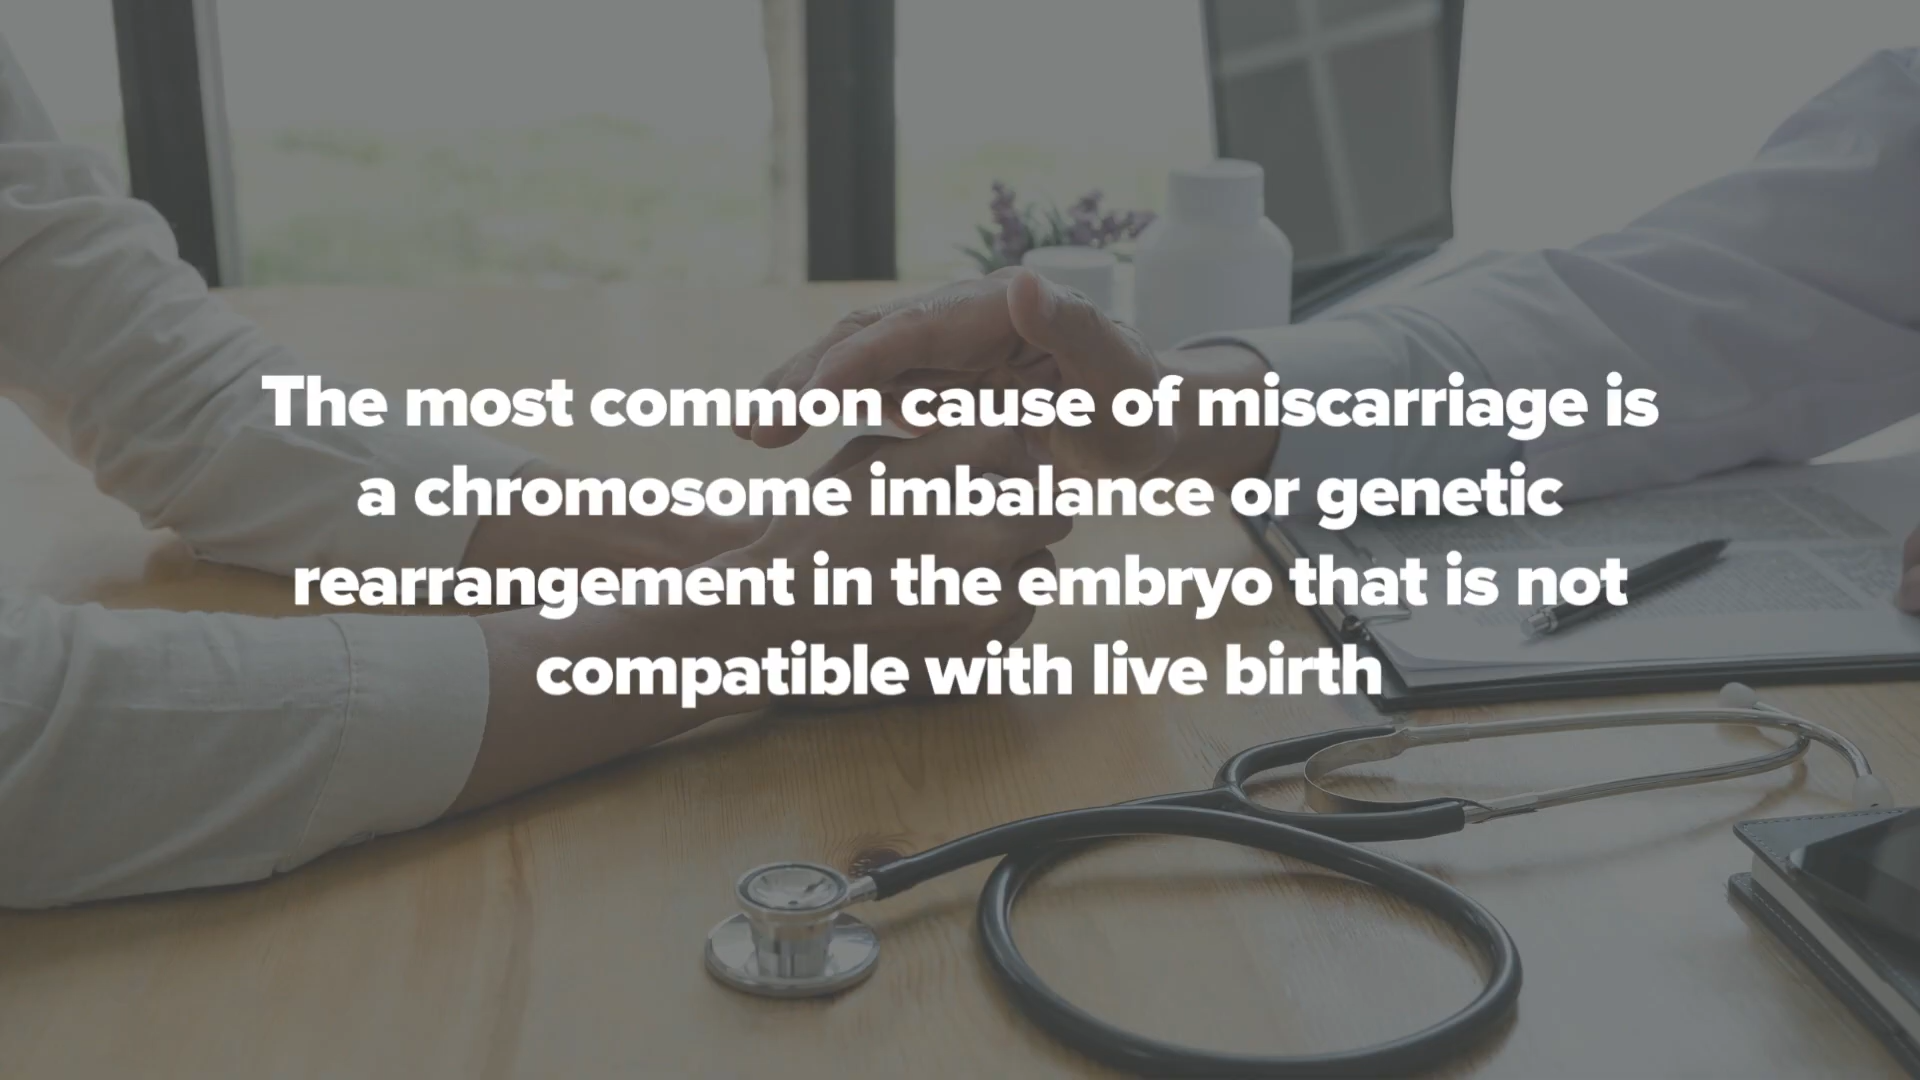 The most common cause of miscarriage is
a chromosome imbalance or genetic
rearrangement in the embryo that is not
compatible with live birth